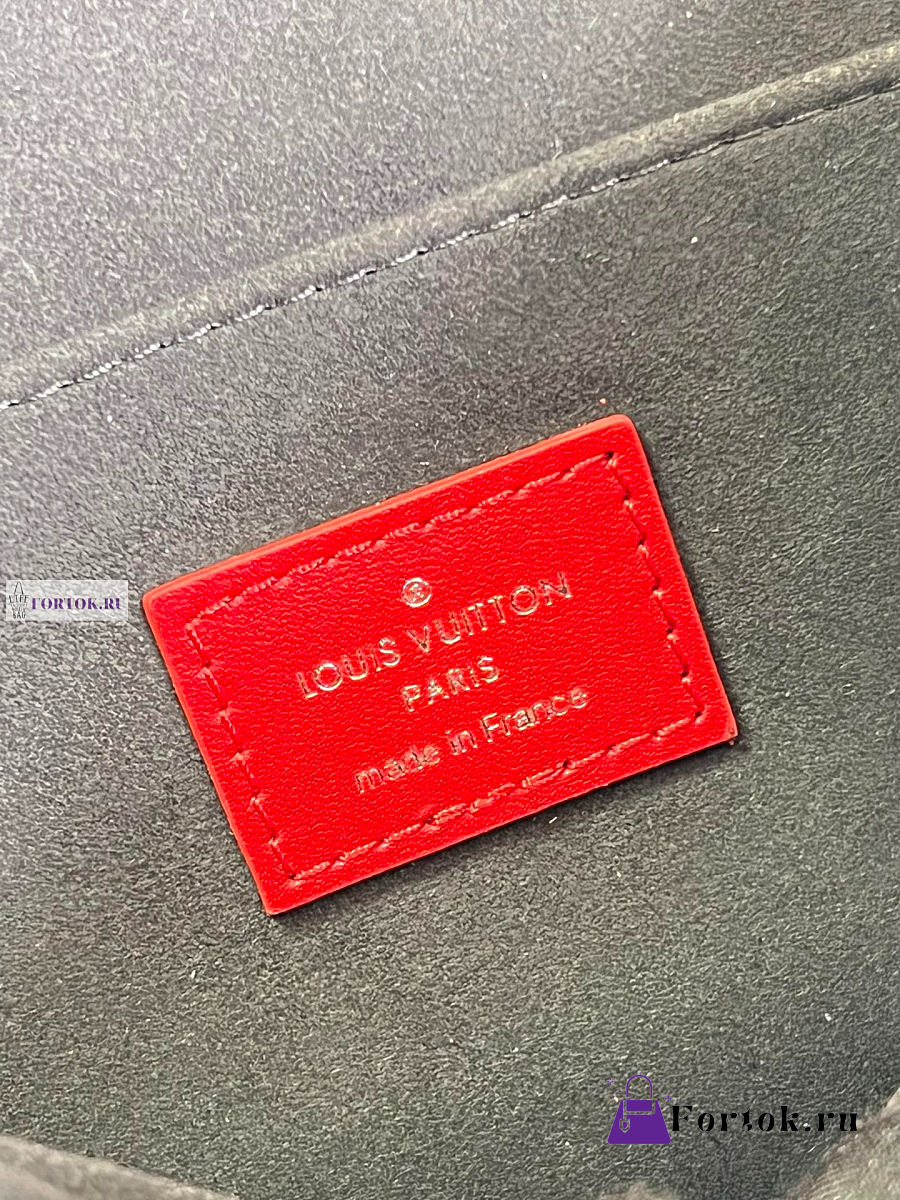 ®
LOUIS VUITTON
PARIS
made in France
FORTOK.RU
Fortok.ru